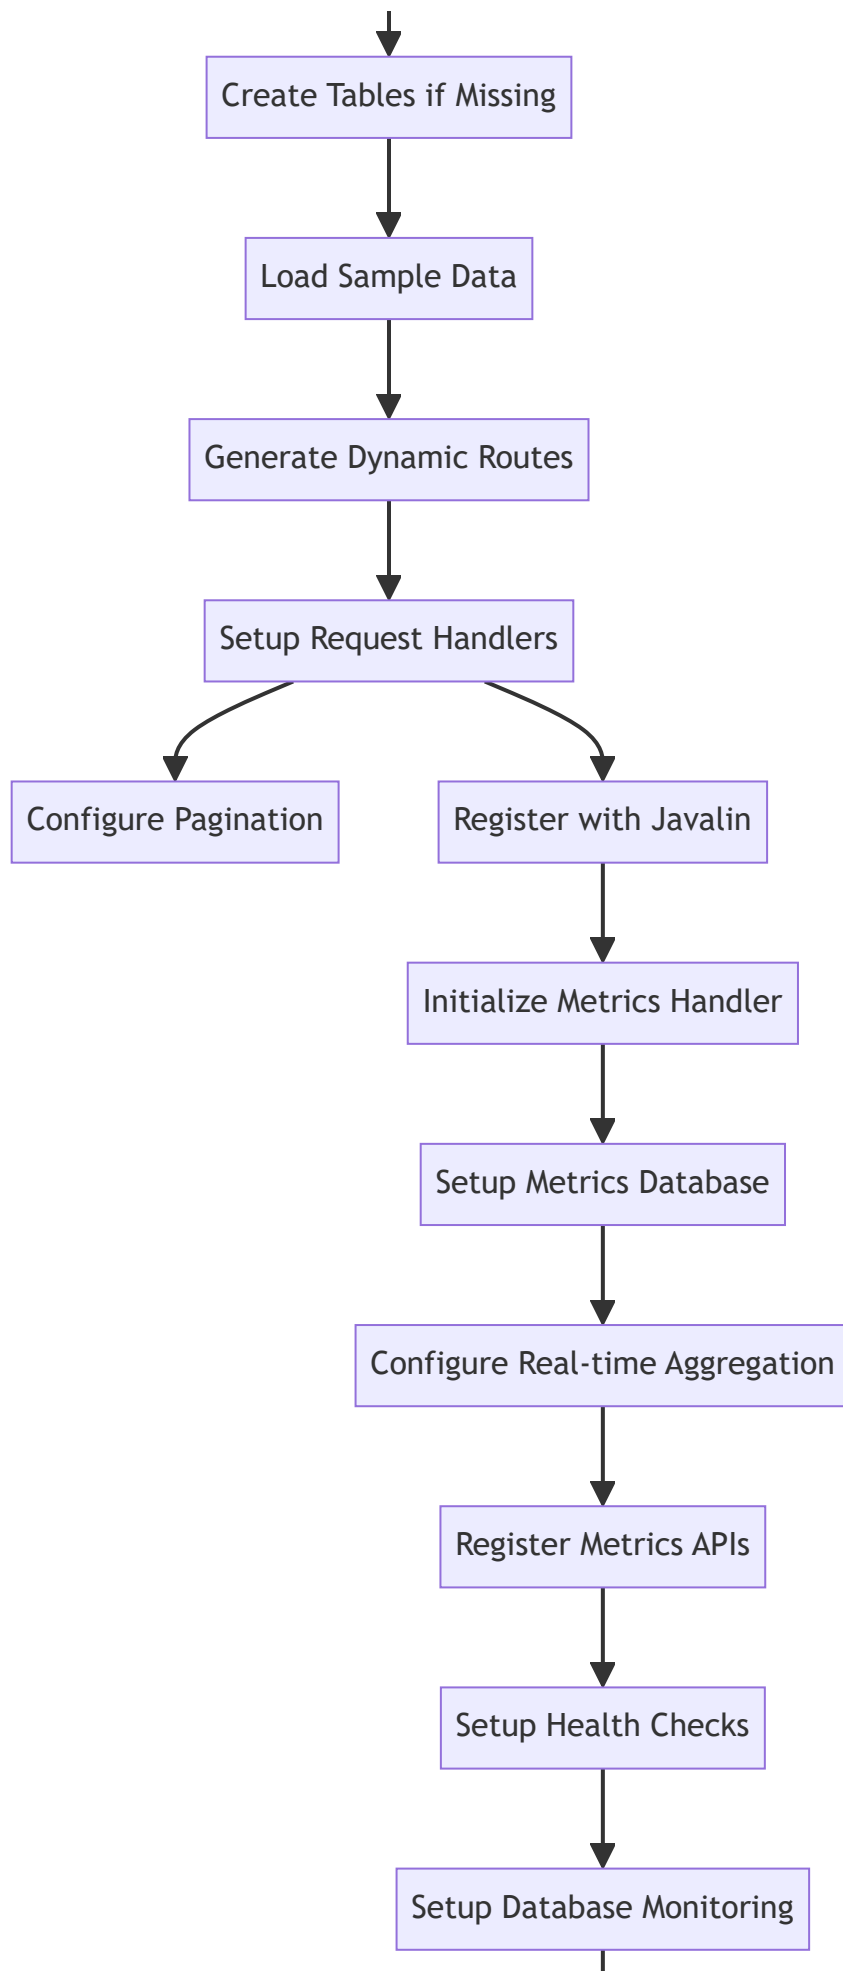 Create Tables if Missing
Load Sample Data
Generate Dynamic Routes
Setup Request Handlers
Configure Pagination
Register with Javalin
Initialize Metrics Handler
Setup Metrics Database
Configure Real-time Aggregation
Register Metrics APIs
Setup Health Checks
Setup Database Monitoring